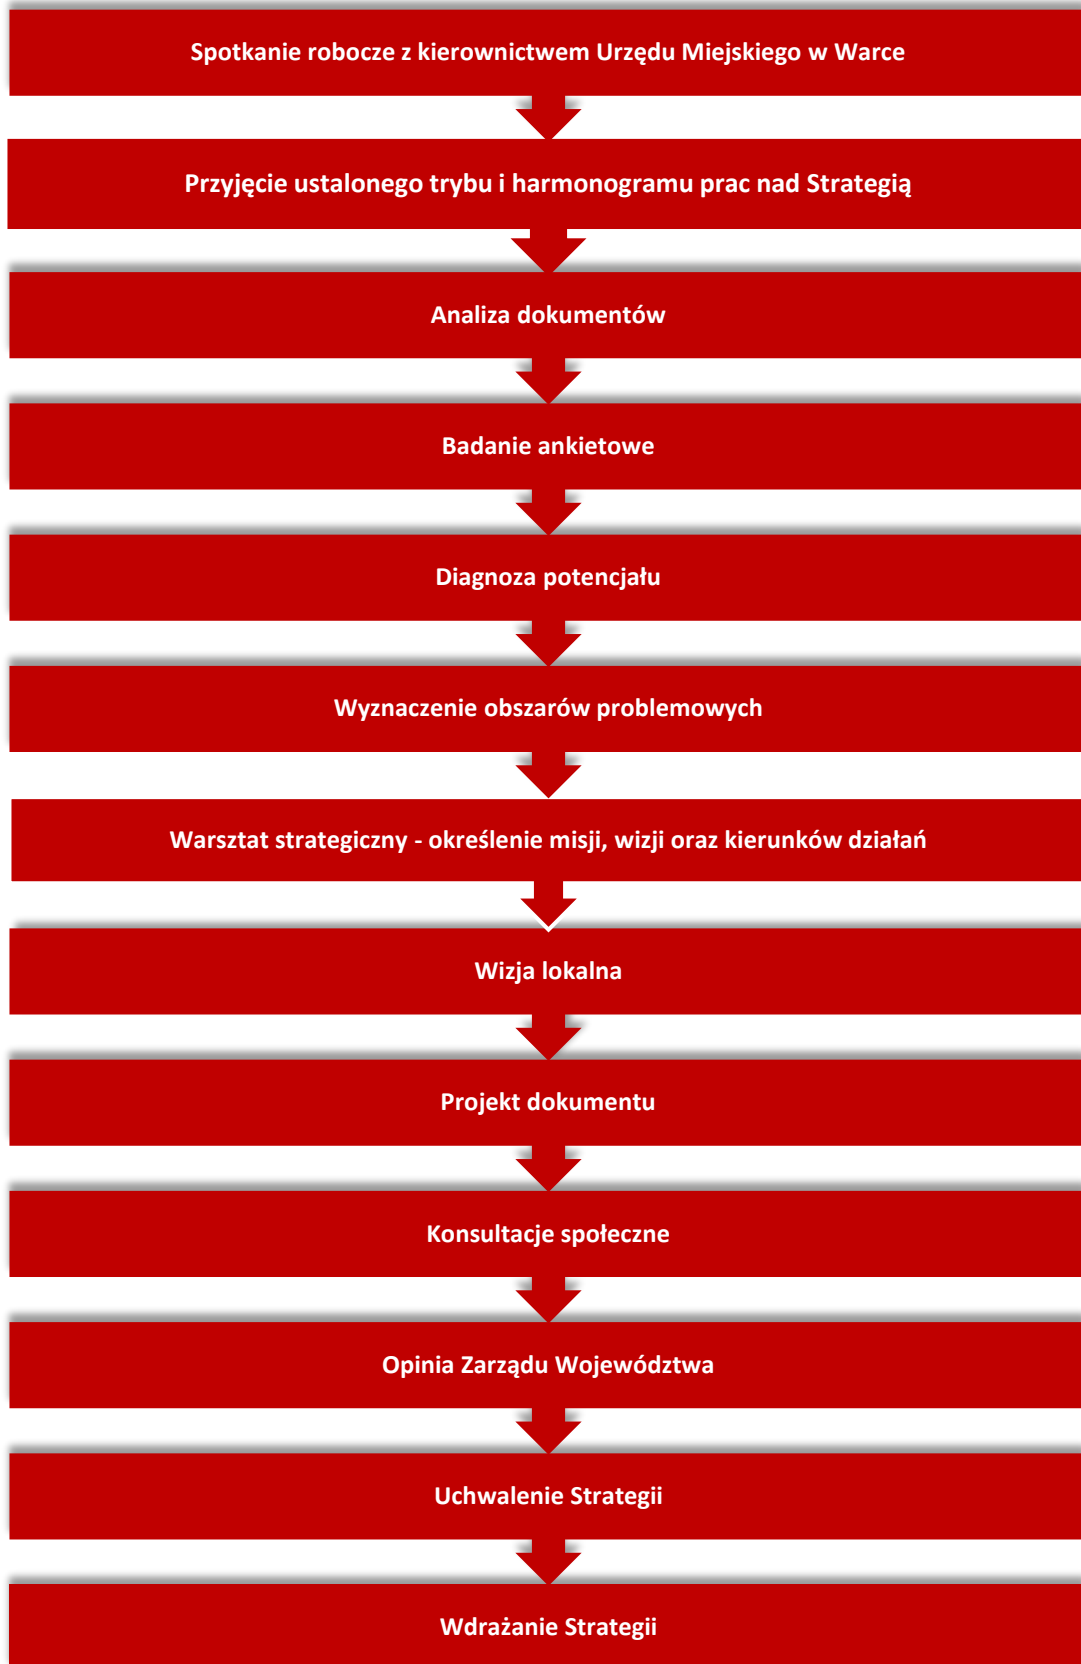 Spotkanie robocze z kierownictwem Urzędu Miejskiego w Warce
Przyjęcie ustalonego trybu i harmonogramu prac nad Strategią
Analiza dokumentów
Badanie ankietowe
Diagnoza potencjału
Wyznaczenie obszarów problemowych
Warsztat strategiczny - określenie misji, wizji oraz kierunków działań
Wizja lokalna
Projekt dokumentu
Konsultacje społeczne
Opinia Zarządu Województwa
Uchwalenie Strategii
Wdrażanie Strategii